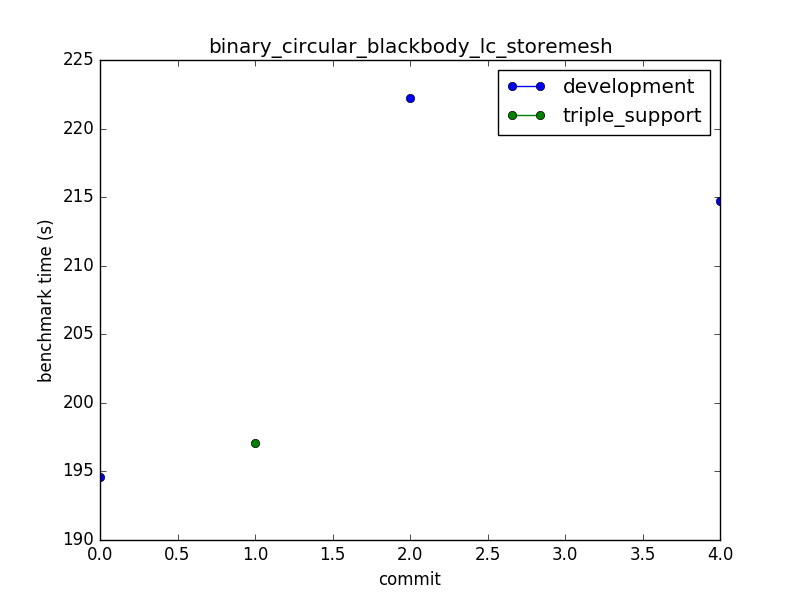 binary_circular_blackbody_lc_storemesh
development
triple_support
benchmark time (s)
225
220
215
210
205
200
195
190
0.0 0.5 1.0 1.5 2.0 2.5 3.0 3.5 4.0
commit